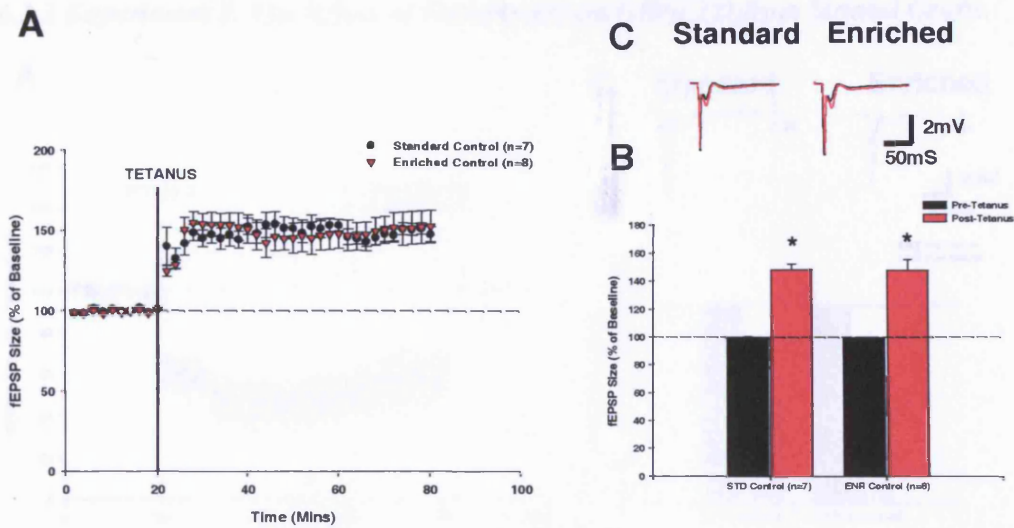 A
C Standard Enriched
2mV
50mS
Standard Control (n=7)
Enriched Control (n=8)
TETANUS
fEPSP Size (% of Baseline)
200
150
100
50
0
0 20 40 60 80 100
Time (Mins)
B
Pre-Tetanus
Post-Tetanus
fEPSP Size (% of Baseline)
180
160
140
120
100
80
60
40
20
0
* *
STD Control (n=7) ENR Control (n=8)